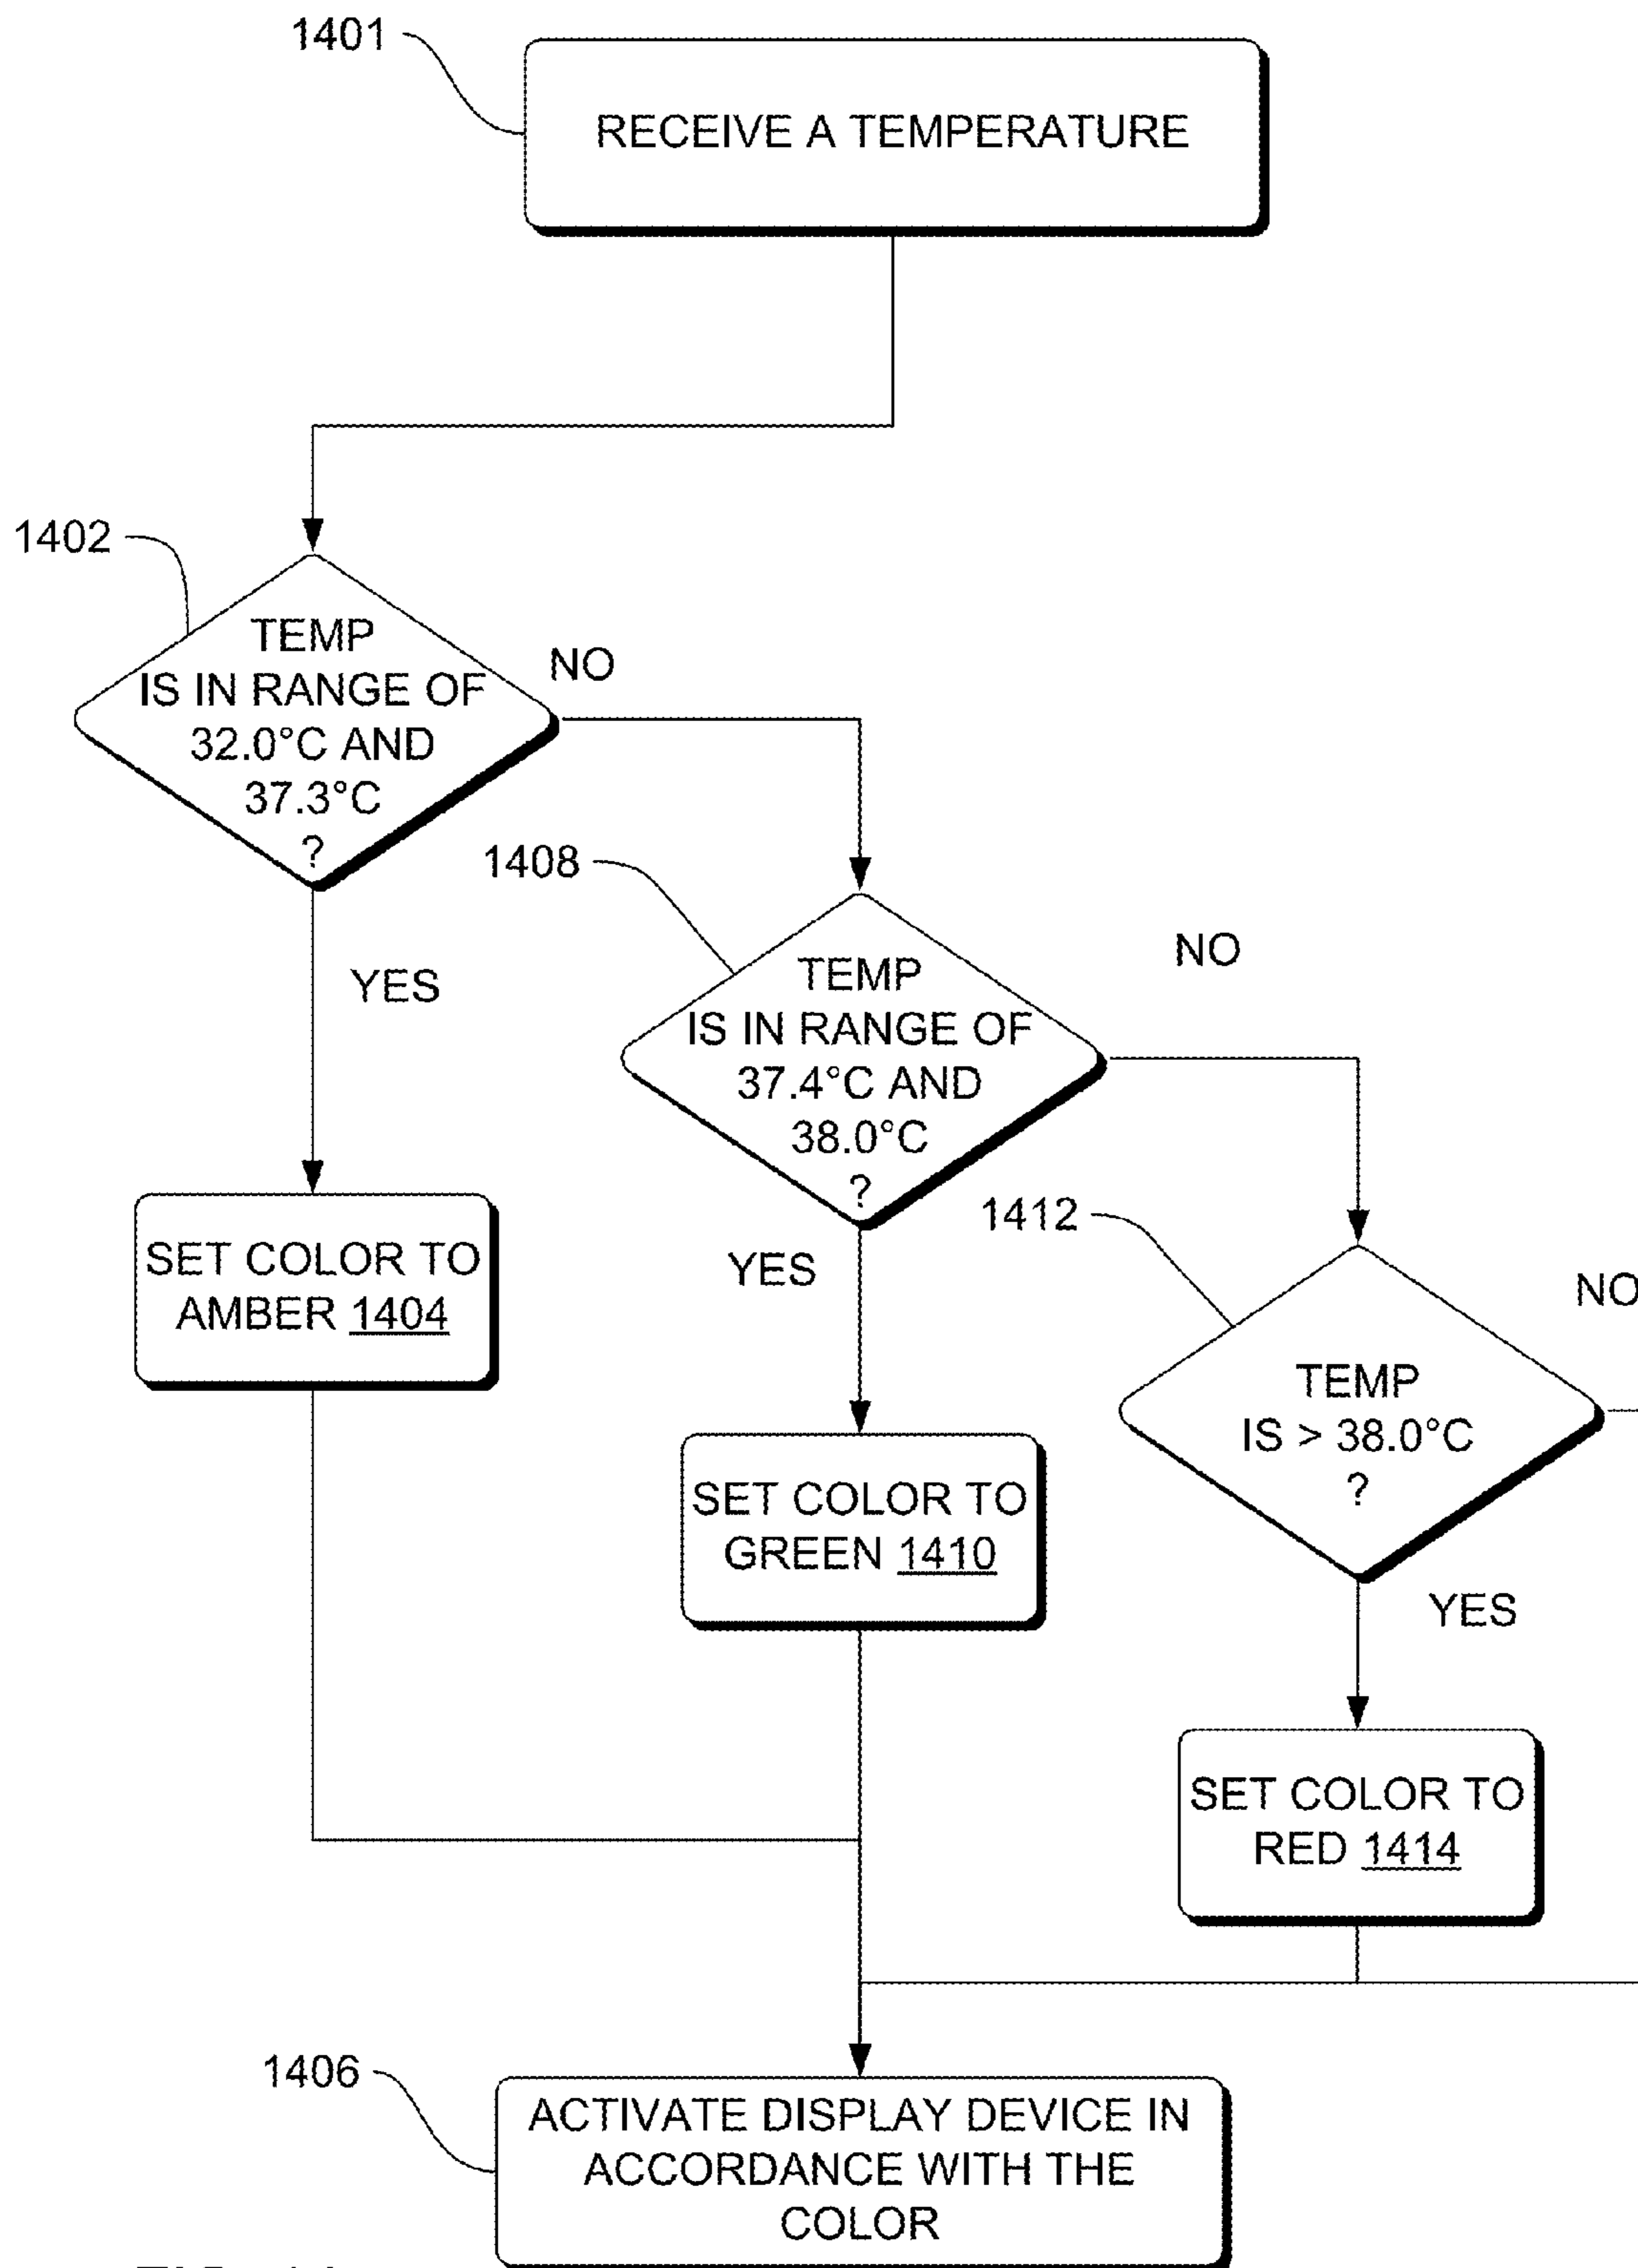 1401
RECEIVE A TEMPERATURE
1402
TEMP
IS IN RANGE OF
32.0°C AND
37.3°C
?
NO
YES
1408
TEMP
IS IN RANGE OF
37.4°C AND
38.0°C
?
NO
YES
SET COLOR TO
AMBER 1404
1412
TEMP
IS > 38.0°C
?
NO
YES
SET COLOR TO
GREEN 1410
SET COLOR TO
RED 1414
1406
ACTIVATE DISPLAY DEVICE IN
ACCORDANCE WITH THE
COLOR